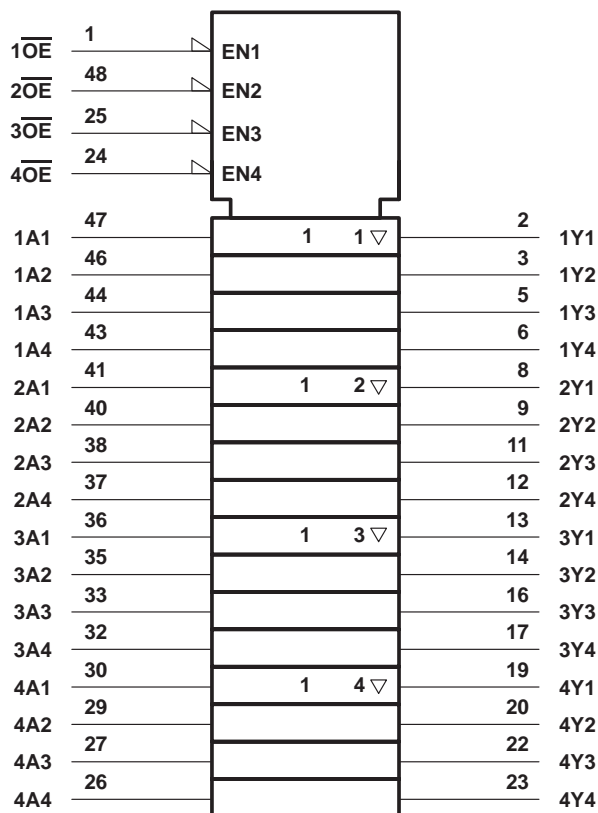 1O̅E̅ 1 EN1
2O̅E̅ 48 EN2
3O̅E̅ 25 EN3
4O̅E̅ 24 EN4
1A1 47 1 1 ▽ 2 1Y1
1A2 46 3 1Y2
1A3 44 5 1Y3
1A4 43 6 1Y4
2A1 41 1 2 ▽ 8 2Y1
2A2 40 9 2Y2
2A3 38 11 2Y3
2A4 37 12 2Y4
3A1 36 1 3 ▽ 13 3Y1
3A2 35 14 3Y2
3A3 33 16 3Y3
3A4 32 17 3Y4
4A1 30 1 4 ▽ 19 4Y1
4A2 29 20 4Y2
4A3 27 22 4Y3
4A4 26 23 4Y4